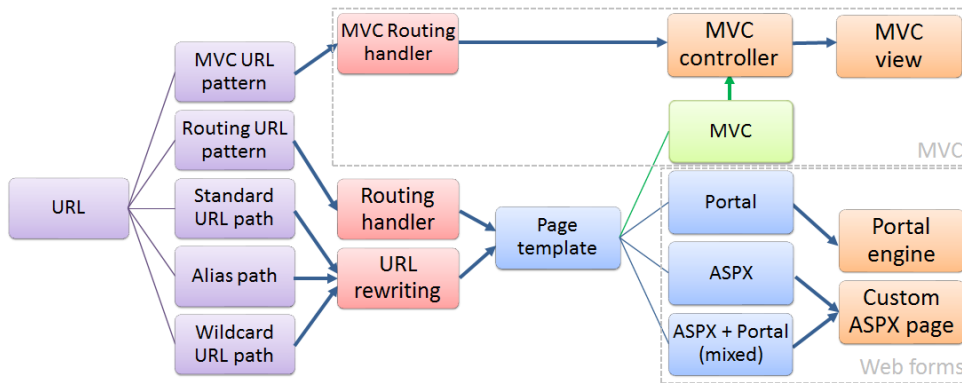 URL
MVC URL
pattern
Routing URL
pattern
Standard
URL path
Alias path
Wildcard
URL path
MVC Routing
handler
Routing
handler
URL
rewriting
Page
template
MVC
controller
MVC
view
MVC
MVC
Portal
ASPX
ASPX + Portal
(mixed)
Portal
engine
Custom
ASPX page
Web forms